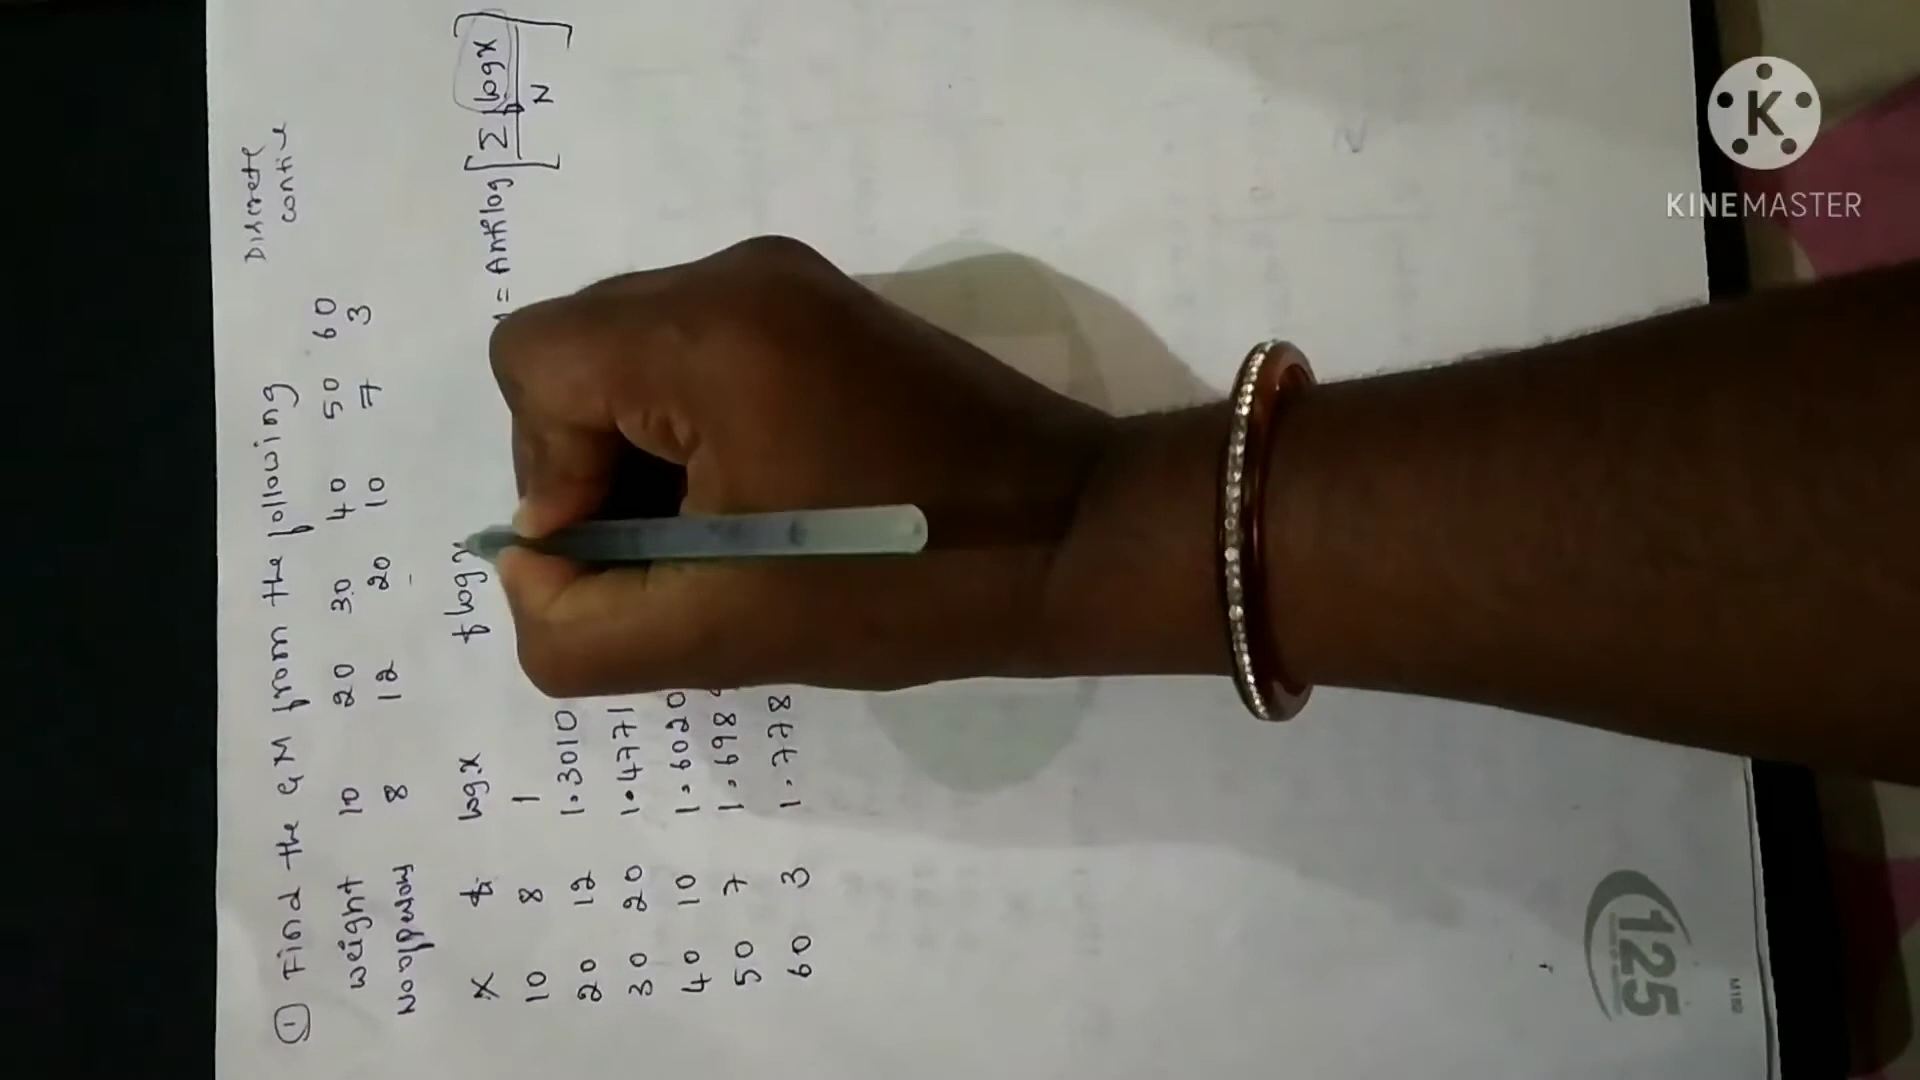 Discrete
contine
① Find the GM from the following
weight 10 20 30 40 50 60
No of persons 8 12 20 10 7 3
x f log x f log x = Antilog [Σ f log x / N]
10 8 1
20 12 1.3010
30 20 1.4771
40 10 1.6020
50 7 1.698
60 3 1.778
K
KINEMASTER
125